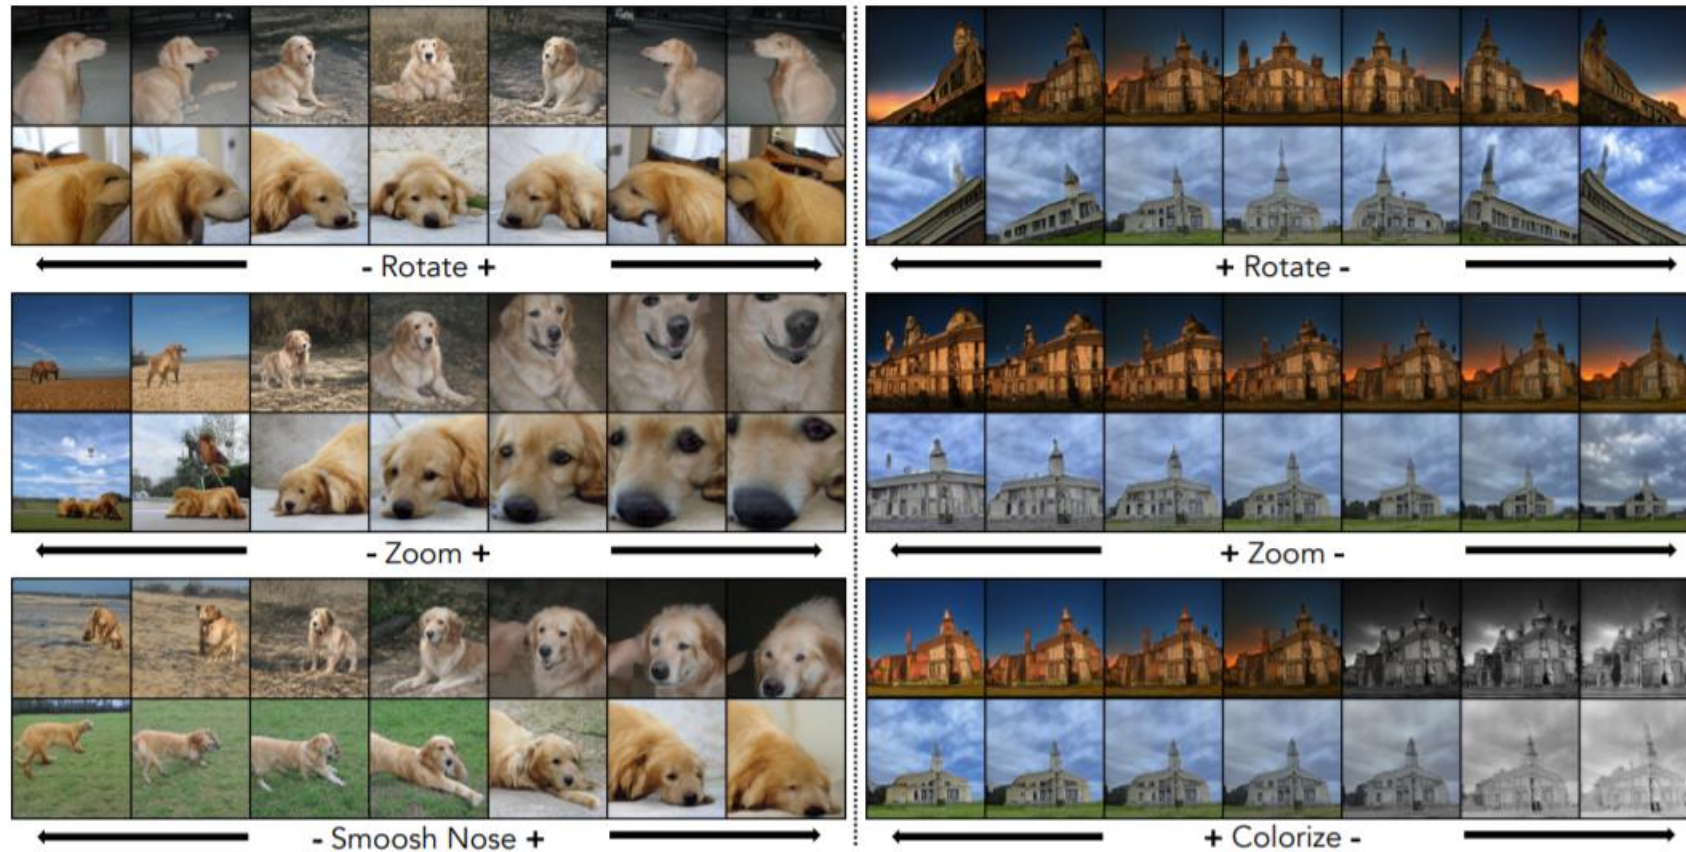 - Rotate +
+ Rotate -
- Zoom +
+ Zoom -
- Smoosh Nose +
+ Colorize -